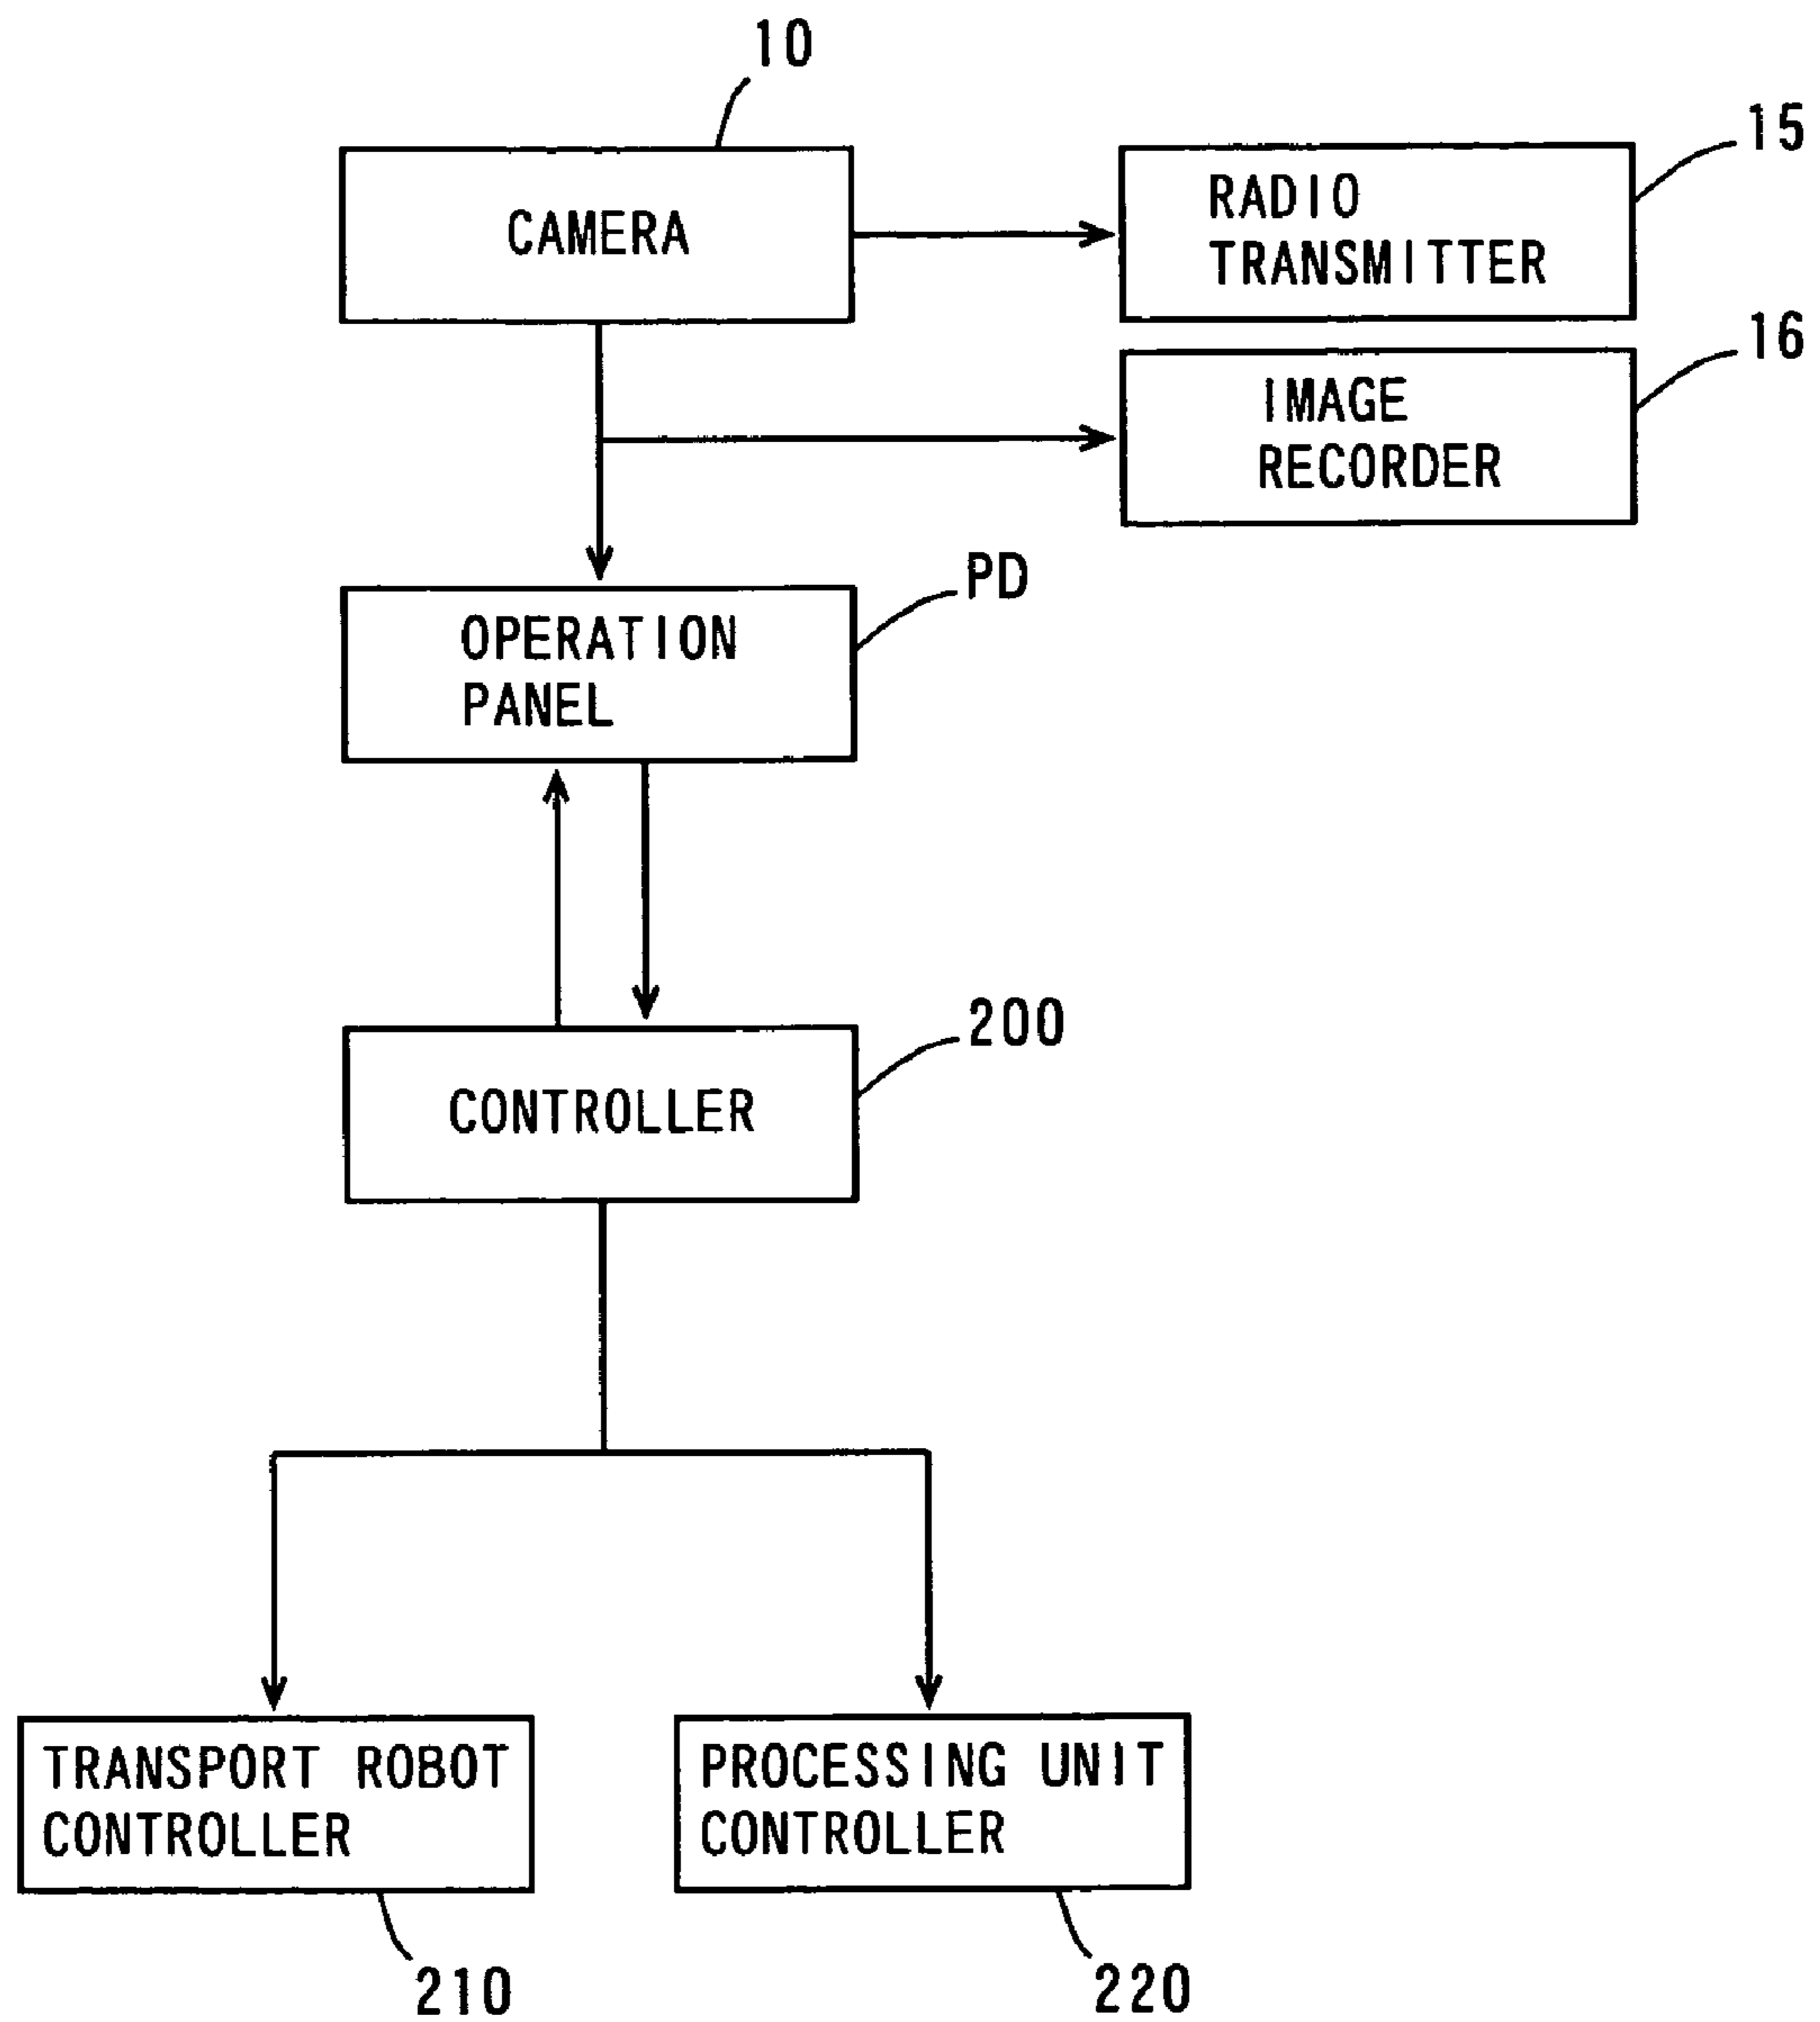 10
CAMERA
15
RADIO
TRANSMITTER
16
IMAGE
RECORDER
PD
OPERATION
PANEL
200
CONTROLLER
TRANSPORT ROBOT
CONTROLLER
210
PROCESSING UNIT
CONTROLLER
220